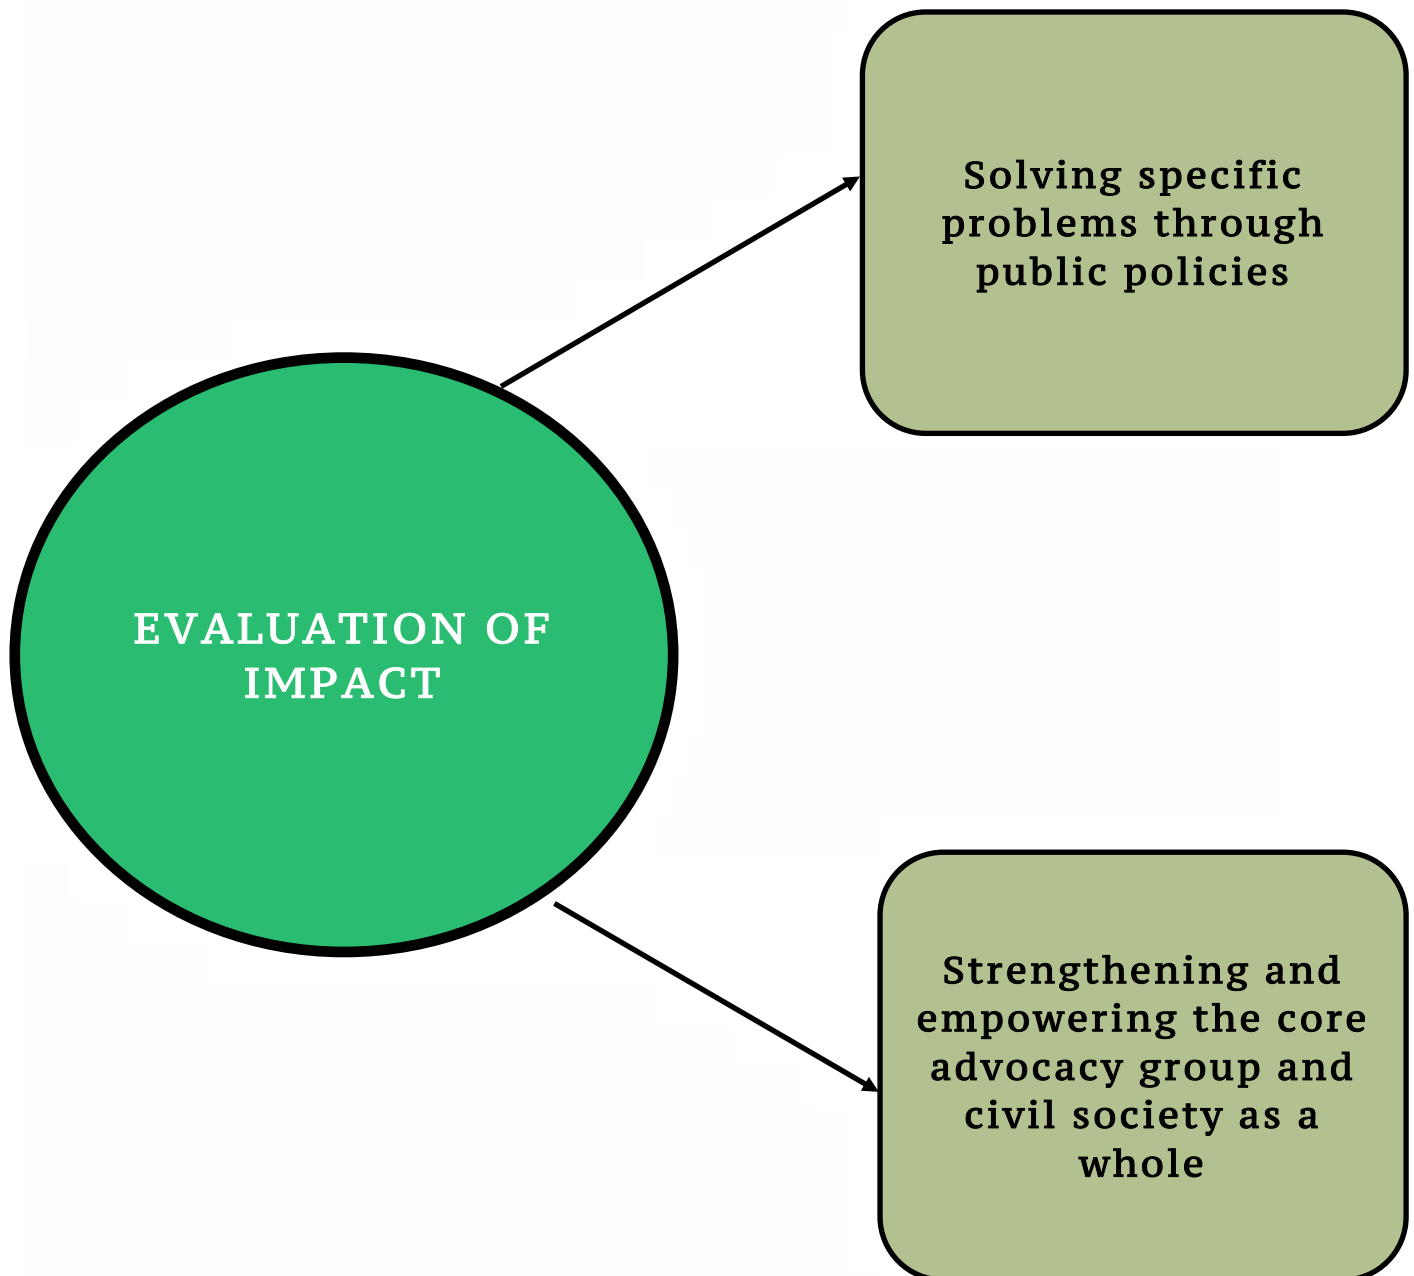 Solving specific
problems through
public policies
EVALUATION OF
IMPACT
Strengthening and
empowering the core
advocacy group and
civil society as a
whole